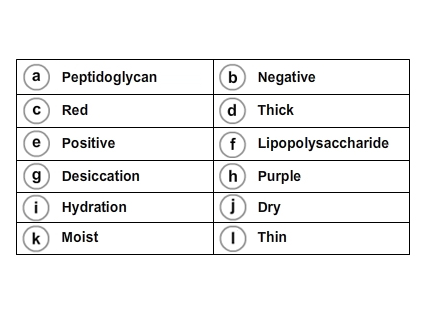 a Peptidoglycan b Negative
c Red d Thick
e Positive f Lipopolysaccharide
g Desiccation h Purple
i Hydration j Dry
k Moist l Thin